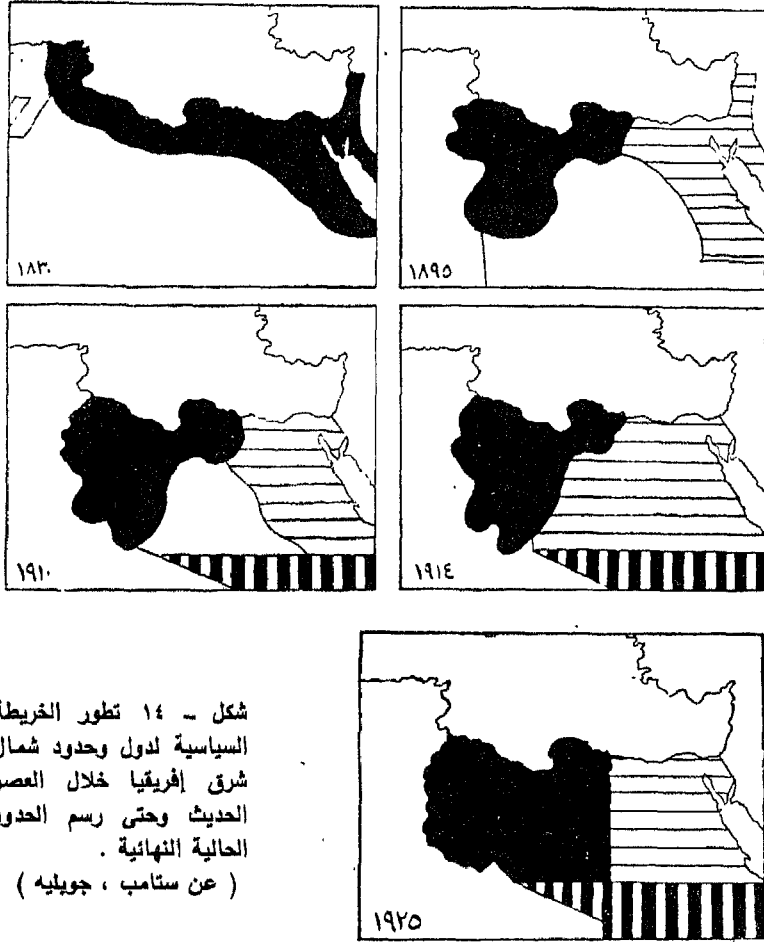 ١٨٣٠
١٨٩٥
١٩١٠
١٩١٤
شكل - ١٤ تطور الخريطة
السياسية لدول وحدود شمال
شرق إفريقيا خلال العصر
الحديث وحتى رسم الحدود
الحالية النهائية .
( عن ستامب ، جوبليه )
١٩٢٥